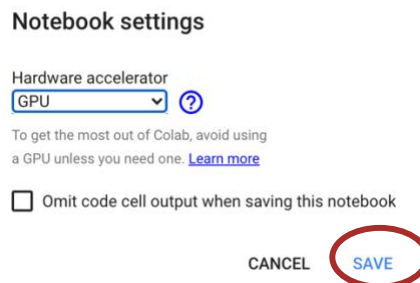 Notebook settings
Hardware accelerator
GPU
?
To get the most out of Colab, avoid using
a GPU unless you need one. Learn more
Omit code cell output when saving this notebook
CANCEL SAVE